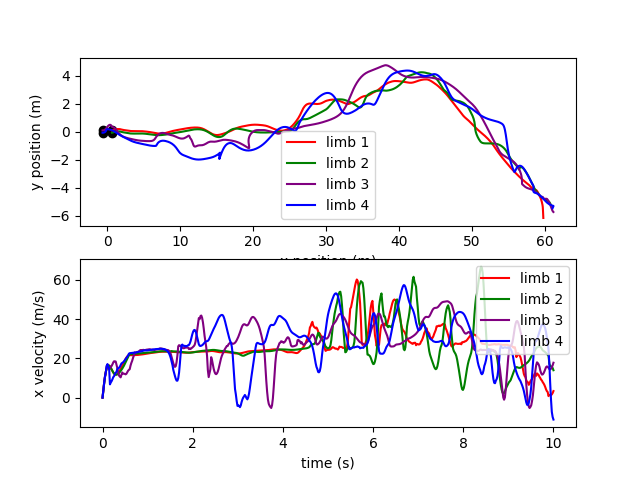 y position (m)
4
2
0
−2
−4
−6
limb 1
limb 2
limb 3
limb 4
0
10
20
30
40
50
60
x position (m)
x velocity (m/s)
60
40
20
0
limb 1
limb 2
limb 3
limb 4
0
2
4
6
8
10
time (s)